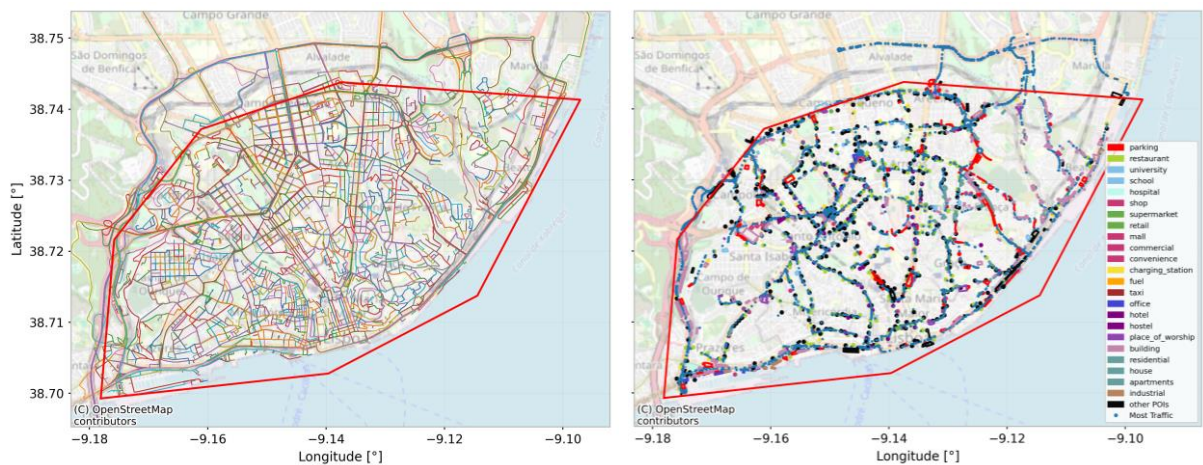 38.75
38.74
38.73
38.72
38.71
38.70
Latitude [°]
Campo Grande
São Domingos
de Benfica
Alvalade
Marvila
(C) OpenStreetMap
contributors
−9.18
−9.16
−9.14
−9.12
−9.10
Longitude [°]
Campo Grande
São Domingos
de Benfica
Alvalade
Santa Isabel
Campo de
Ourique
Santa Maria
Prazeres
parking
restaurant
university
school
hospital
shop
supermarket
retail
mall
commercial
convenience
charging_station
fuel
taxi
office
hotel
hostel
place_of_worship
building
residential
house
apartments
industrial
other POIs
Most Traffic
(C) OpenStreetMap
contributors
−9.18
−9.16
−9.14
−9.12
−9.10
Longitude [°]